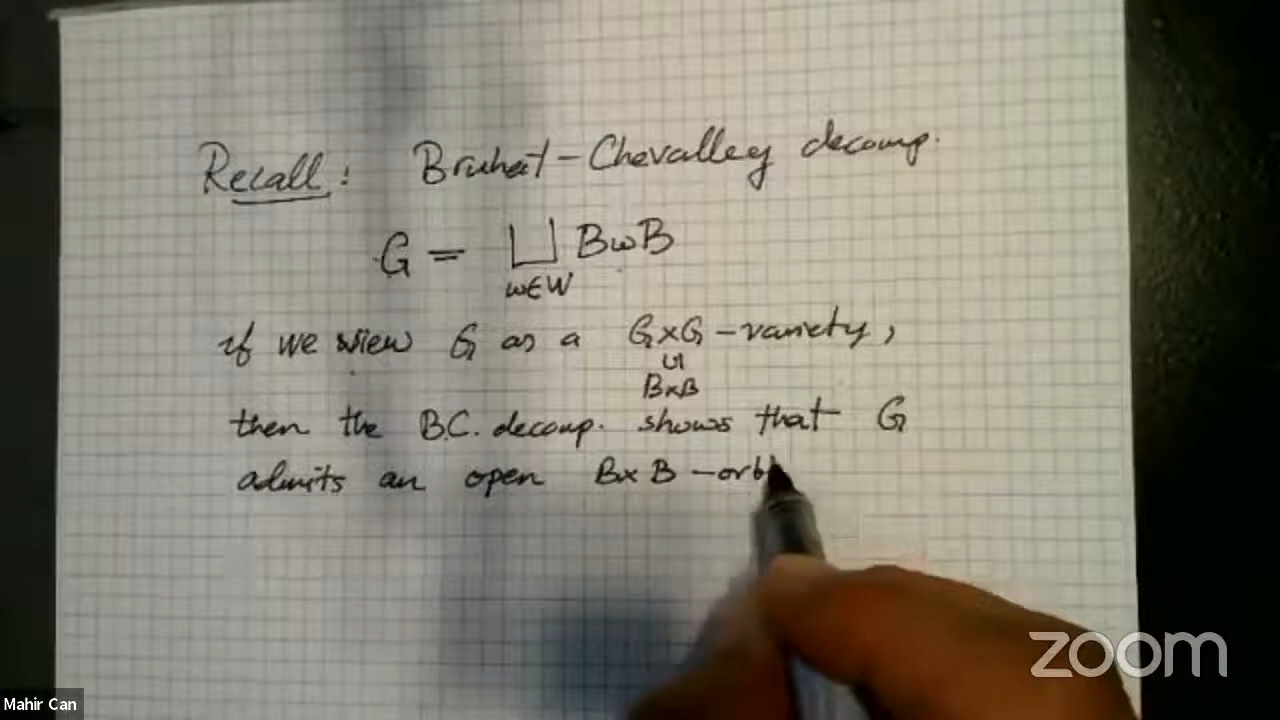 Recall: Bruhat-Chevalley decomp.
G = ⊔ BwB
w∈W
if we view G as a G×G-variety,
∪I
B×B
then the B.C. decomp. shows that G
admits an open B×B-orb
zoom
Mahir Can